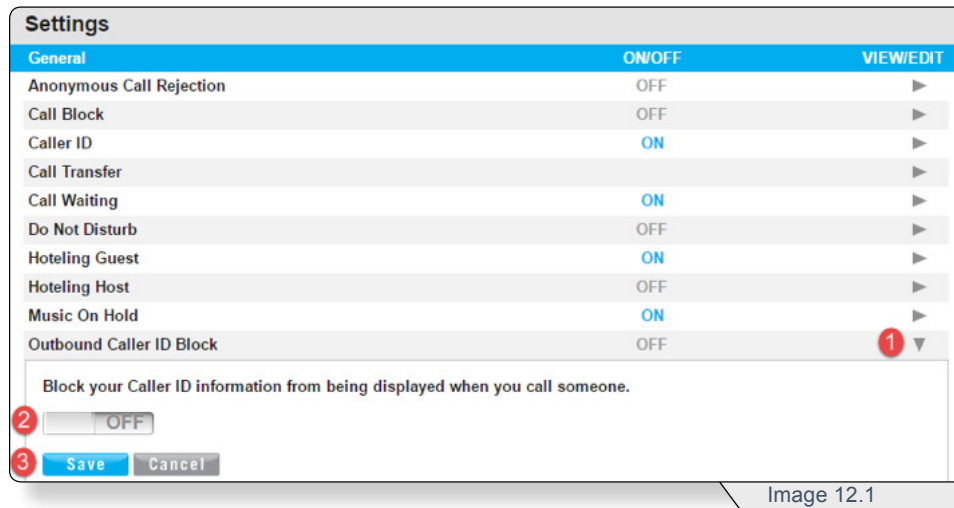 Settings
General ON/OFF VIEW/EDIT
Anonymous Call Rejection OFF
Call Block OFF
Caller ID ON
Call Transfer
Call Waiting ON
Do Not Disturb OFF
Hoteling Guest ON
Hoteling Host OFF
Music On Hold ON
Outbound Caller ID Block OFF 1
Block your Caller ID information from being displayed when you call someone.
2 OFF
3 Save Cancel
Image 12.1